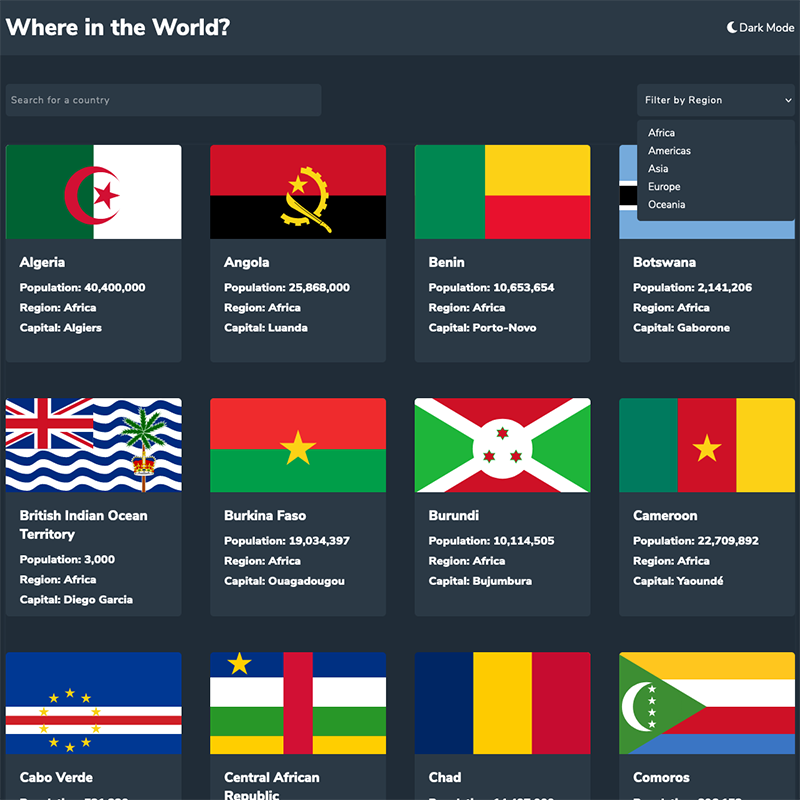 Where in the World?
Dark Mode
Search for a country
Filter by Region
Africa
Americas
Asia
Europe
Oceania
Algeria
Population: 40,400,000
Region: Africa
Capital: Algiers
Angola
Population: 25,868,000
Region: Africa
Capital: Luanda
Benin
Population: 10,653,654
Region: Africa
Capital: Porto-Novo
Botswana
Population: 2,141,206
Region: Africa
Capital: Gaborone
British Indian Ocean
Territory
Population: 3,000
Region: Africa
Capital: Diego Garcia
Burkina Faso
Population: 19,034,397
Region: Africa
Capital: Ouagadougou
Burundi
Population: 10,114,505
Region: Africa
Capital: Bujumbura
Cameroon
Population: 22,709,892
Region: Africa
Capital: Yaoundé
Cabo Verde
Central African
Republic
Chad
Comoros